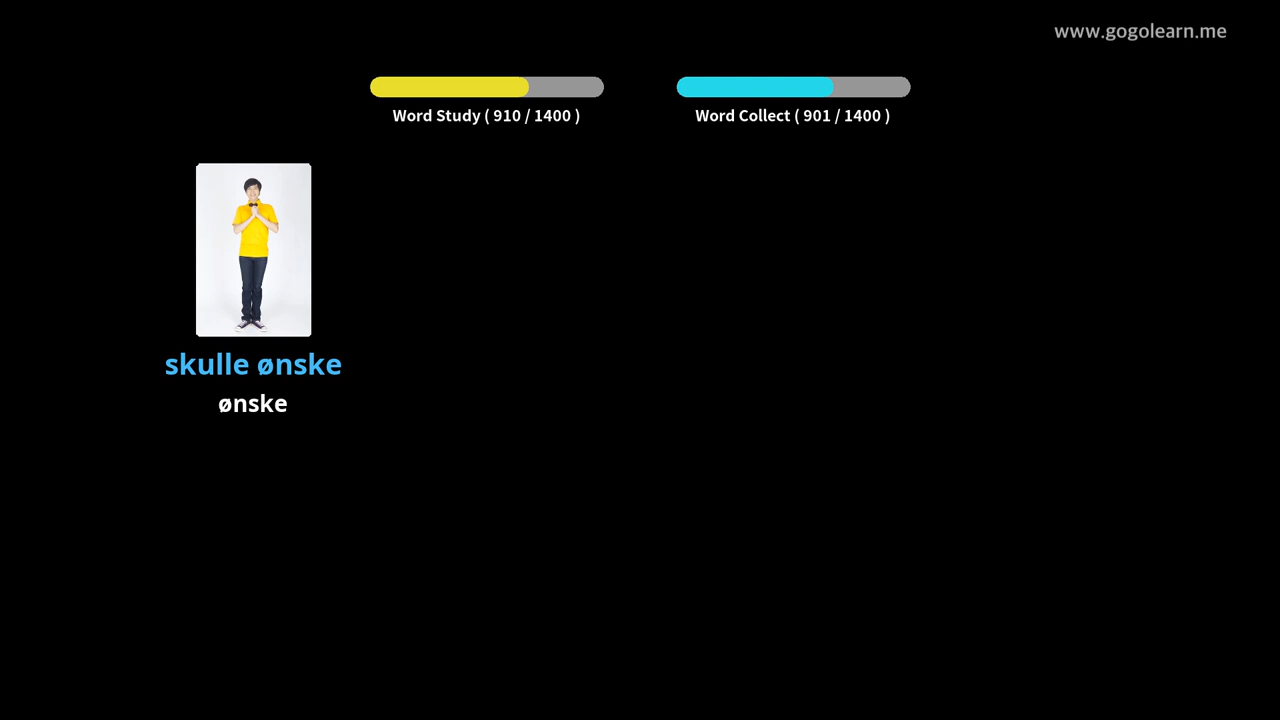 www.gogolearn.me
Word Study ( 910 / 1400 )
Word Collect ( 901 / 1400 )
skulle ønske
ønske